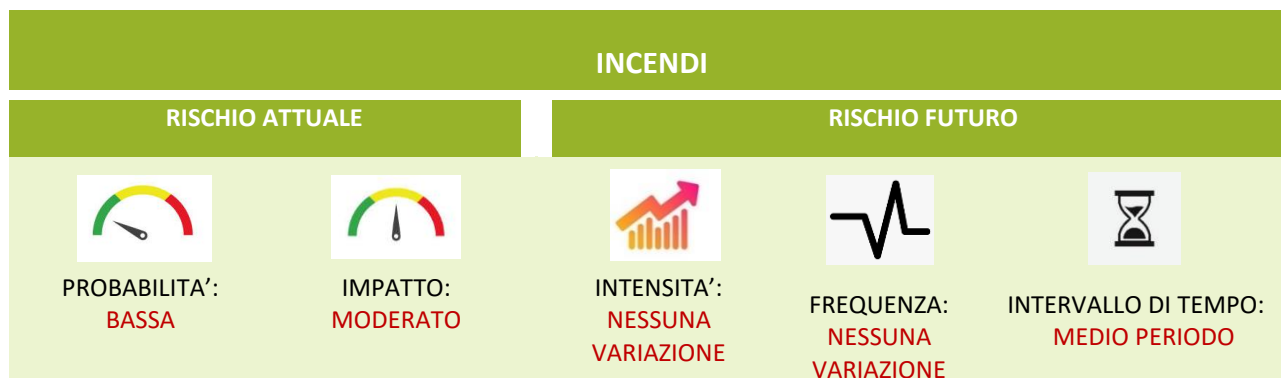 INCENDI
RISCHIO ATTUALE
RISCHIO FUTURO
PROBABILITA’:
BASSA
IMPATTO:
MODERATO
INTENSITA’:
NESSUNA
VARIAZIONE
FREQUENZA:
NESSUNA
VARIAZIONE
INTERVALLO DI TEMPO:
MEDIO PERIODO